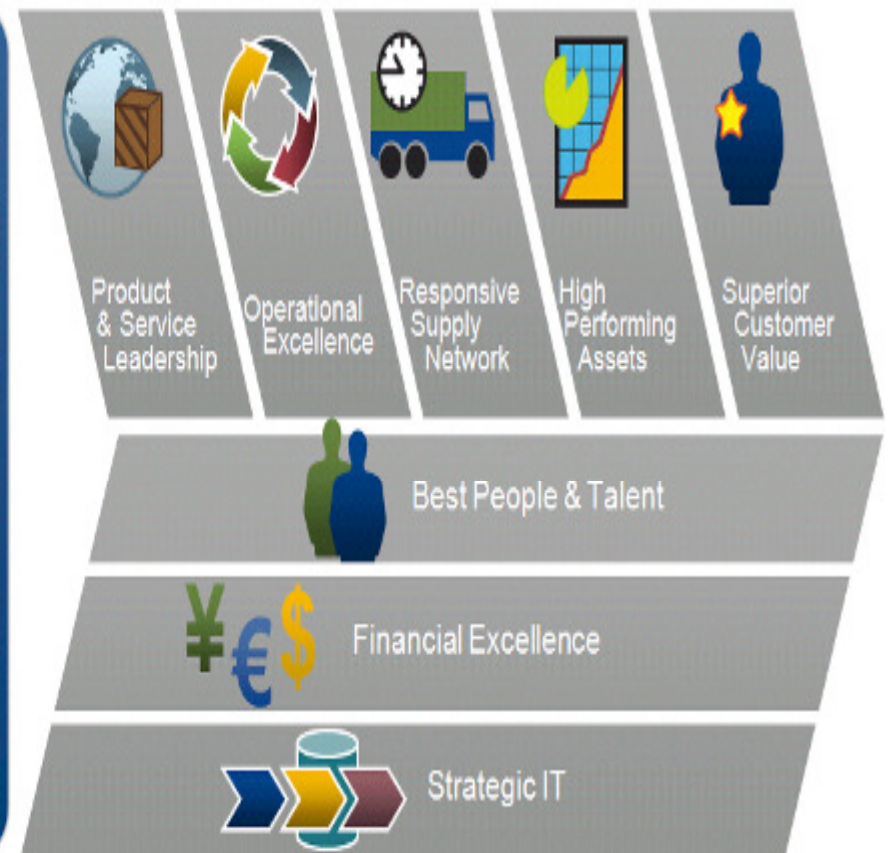 Product
& Service
Leadership
Operational
Excellence
Responsive
Supply
Network
High
Performing
Assets
Superior
Customer
Value
Best People & Talent
¥ € $
Financial Excellence
Strategic IT